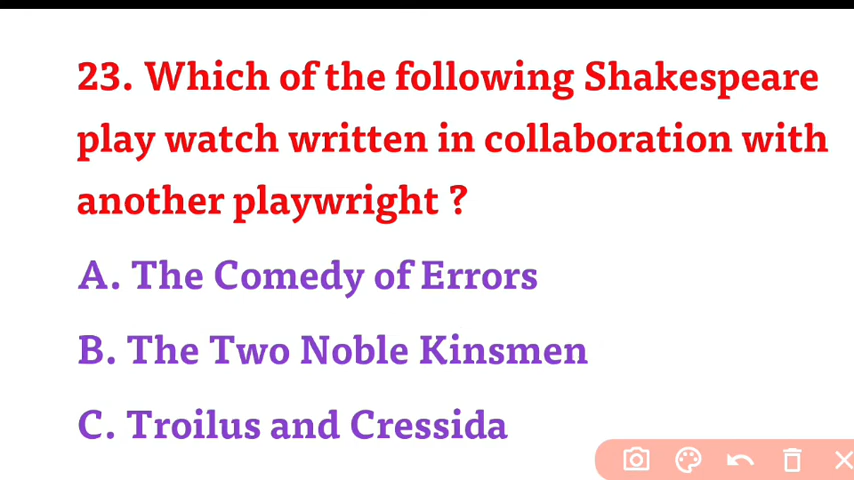 23. Which of the following Shakespeare
play watch written in collaboration with
another playwright ?
A. The Comedy of Errors
B. The Two Noble Kinsmen
C. Troilus and Cressida